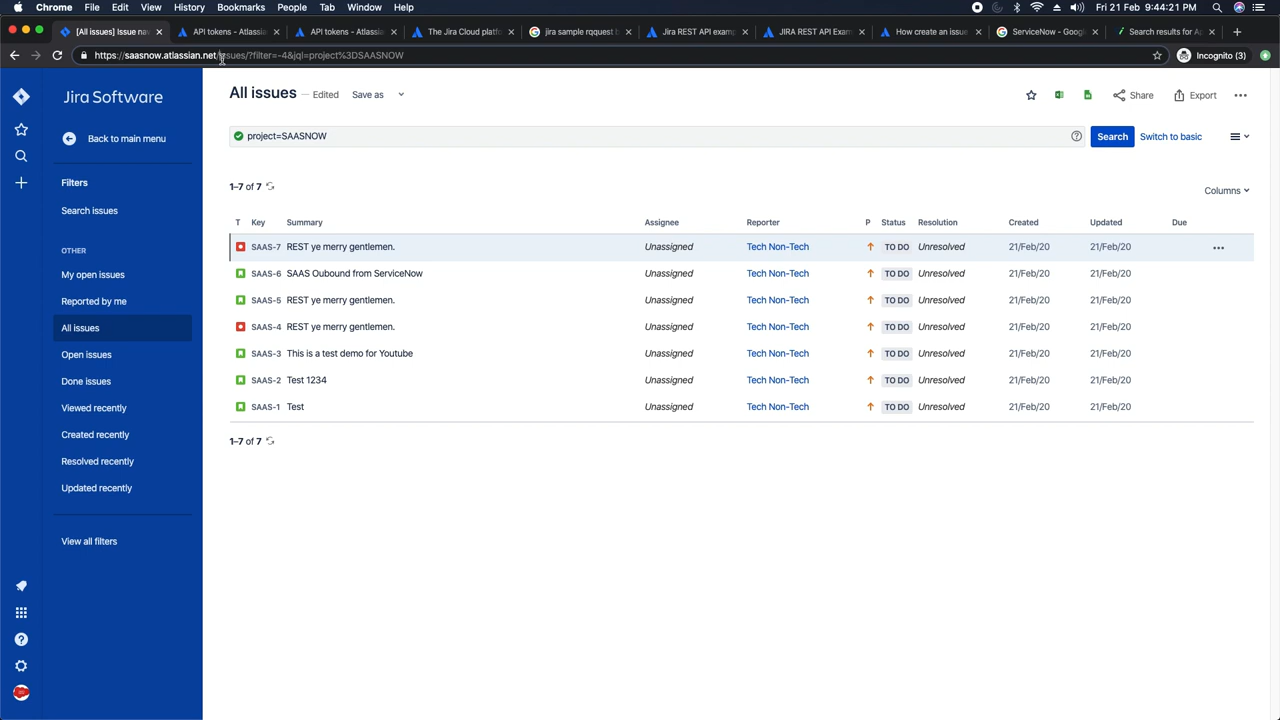 Chrome File Edit View History Bookmarks People Tab Window Help Fri 21 Feb 9:44:21 PM
[All issues] Issue nav API tokens - Atlassian API tokens - Atlassian The Jira Cloud platfo jira sample rqquest t Jira REST API examp JIRA REST API Exam How create an issue ServiceNow - Google Search results for A
https://saasnow.atlassian.net/issues/?filter=-4&jql=project%3DSAASNOW Incognito (3)
Jira Software
Back to main menu
Filters
Search issues
OTHER
My open issues
Reported by me
All issues
Open issues
Done issues
Viewed recently
Created recently
Resolved recently
Updated recently
View all filters
All issues — Edited Save as Share Export
project=SAASNOW Search Switch to basic
1–7 of 7 Columns
T Key Summary Assignee Reporter P Status Resolution Created Updated Due
SAAS-7 REST ye merry gentlemen. Unassigned Tech Non-Tech TO DO Unresolved 21/Feb/20 21/Feb/20
SAAS-6 SAAS Oubound from ServiceNow Unassigned Tech Non-Tech TO DO Unresolved 21/Feb/20 21/Feb/20
SAAS-5 REST ye merry gentlemen. Unassigned Tech Non-Tech TO DO Unresolved 21/Feb/20 21/Feb/20
SAAS-4 REST ye merry gentlemen. Unassigned Tech Non-Tech TO DO Unresolved 21/Feb/20 21/Feb/20
SAAS-3 This is a test demo for Youtube Unassigned Tech Non-Tech TO DO Unresolved 21/Feb/20 21/Feb/20
SAAS-2 Test 1234 Unassigned Tech Non-Tech TO DO Unresolved 21/Feb/20 21/Feb/20
SAAS-1 Test Unassigned Tech Non-Tech TO DO Unresolved 21/Feb/20 21/Feb/20
1–7 of 7